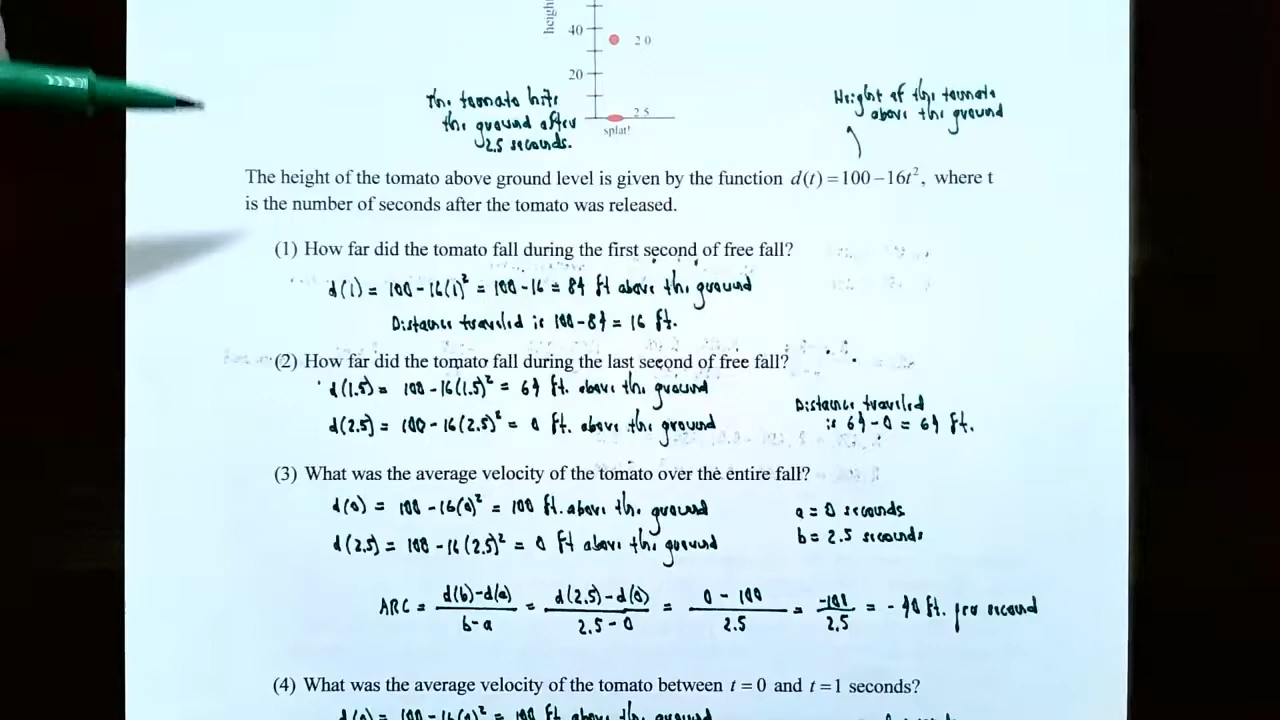 height
40
2 0
20
2 5
splat!
The tomato hits
the ground after
2.5 seconds.
Height of the tomato
above the ground
The height of the tomato above ground level is given by the function d(t) = 100 – 16t², where t
is the number of seconds after the tomato was released.
(1) How far did the tomato fall during the first second of free fall?
d(1) = 100 - 16(1)² = 100 - 16 = 84 ft above the ground
Distance traveled is 100 - 84 = 16 ft.
(2) How far did the tomato fall during the last second of free fall?
d(1.5) = 100 - 16(1.5)² = 64 ft. above the ground
d(2.5) = 100 - 16(2.5)² = 0 ft. above the ground
Distance traveled
is 64 - 0 = 64 ft.
(3) What was the average velocity of the tomato over the entire fall?
d(0) = 100 - 16(0)² = 100 ft. above the ground
d(2.5) = 100 - 16(2.5)² = 0 ft above the ground
a = 0 seconds
b = 2.5 seconds
ARC = d(b)-d(a) / b-a = d(2.5)-d(0) / 2.5 - 0 = 0 - 100 / 2.5 = -100 / 2.5 = - 40 ft. per second
(4) What was the average velocity of the tomato between t = 0 and t = 1 seconds?
d(0) = 100 - 16(0)² = 100 ft above the ground